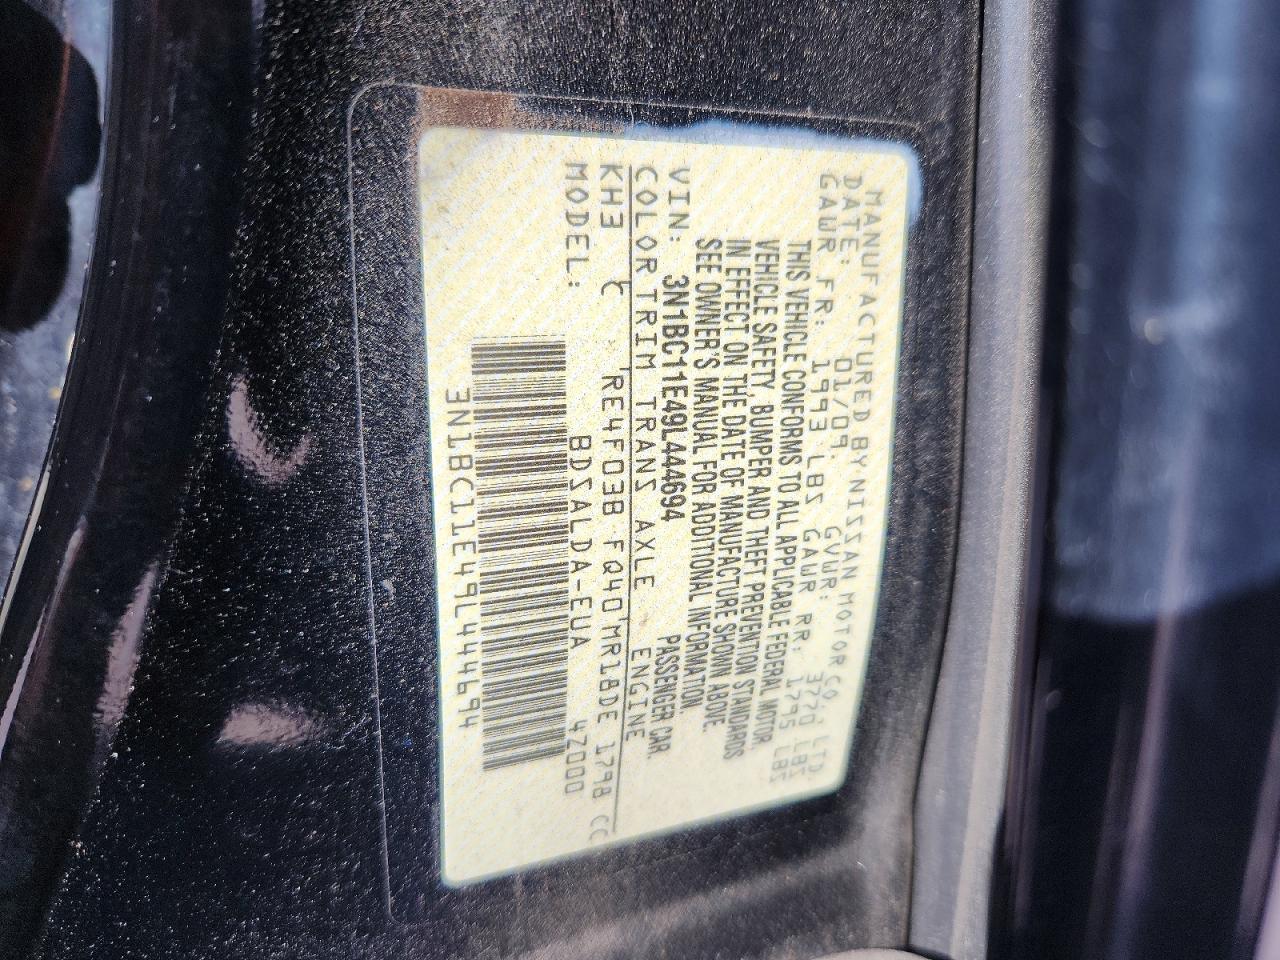 MANUFACTURED BY NISSAN MOTOR CO., LTD.
DATE: 01/09. GVWR: 3770 LBS
GAWR FR: 1993 LBS GAWR RR: 1795 LBS
THIS VEHICLE CONFORMS TO ALL APPLICABLE FEDERAL MOTOR
VEHICLE SAFETY, BUMPER AND THEFT PREVENTION STANDARDS
IN EFFECT ON THE DATE OF MANUFACTURE SHOWN ABOVE.
SEE OWNER'S MANUAL FOR ADDITIONAL INFORMATION.
VIN: 3N1BC11E49L444694 PASSENGER CAR.
COLOR TRIM TRANS AXLE ENGINE
KH3 C RE4F03B FQ40 MR18DE 1798 CC
MODEL: BDSALDA-EUA 4Z000
3N1BC11E49L444694